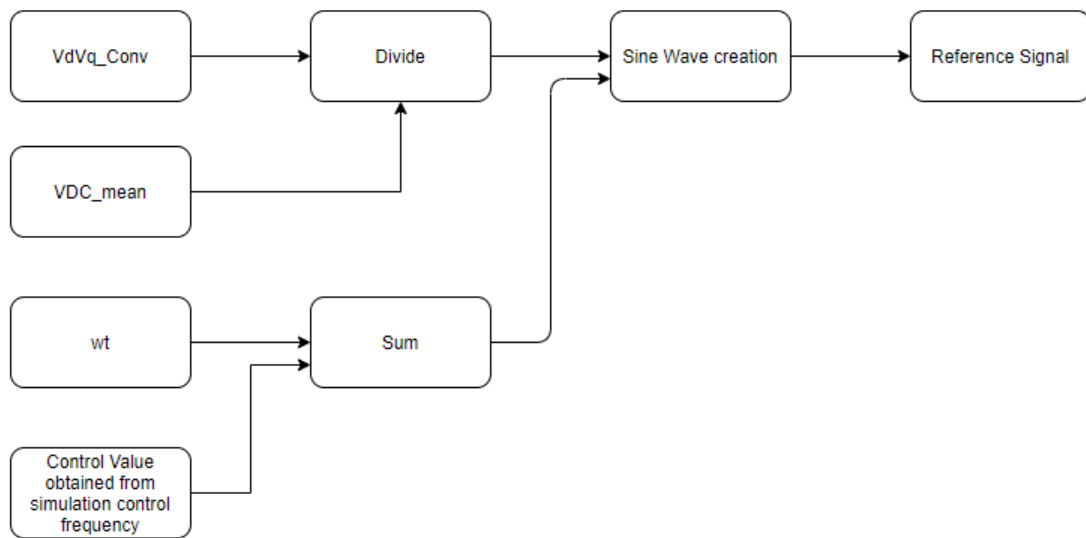 VdVq_Conv
Divide
Sine Wave creation
Reference Signal
VDC_mean
wt
Sum
Control Value
obtained from
simulation control
frequency